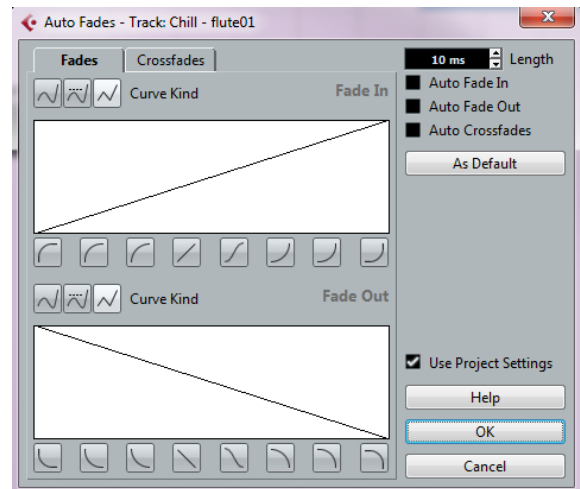 Auto Fades - Track: Chill - flute01
Fades
Crossfades
10 ms
Length
Curve Kind
Fade In
Auto Fade In
Auto Fade Out
Auto Crossfades
As Default
Curve Kind
Fade Out
Use Project Settings
Help
OK
Cancel